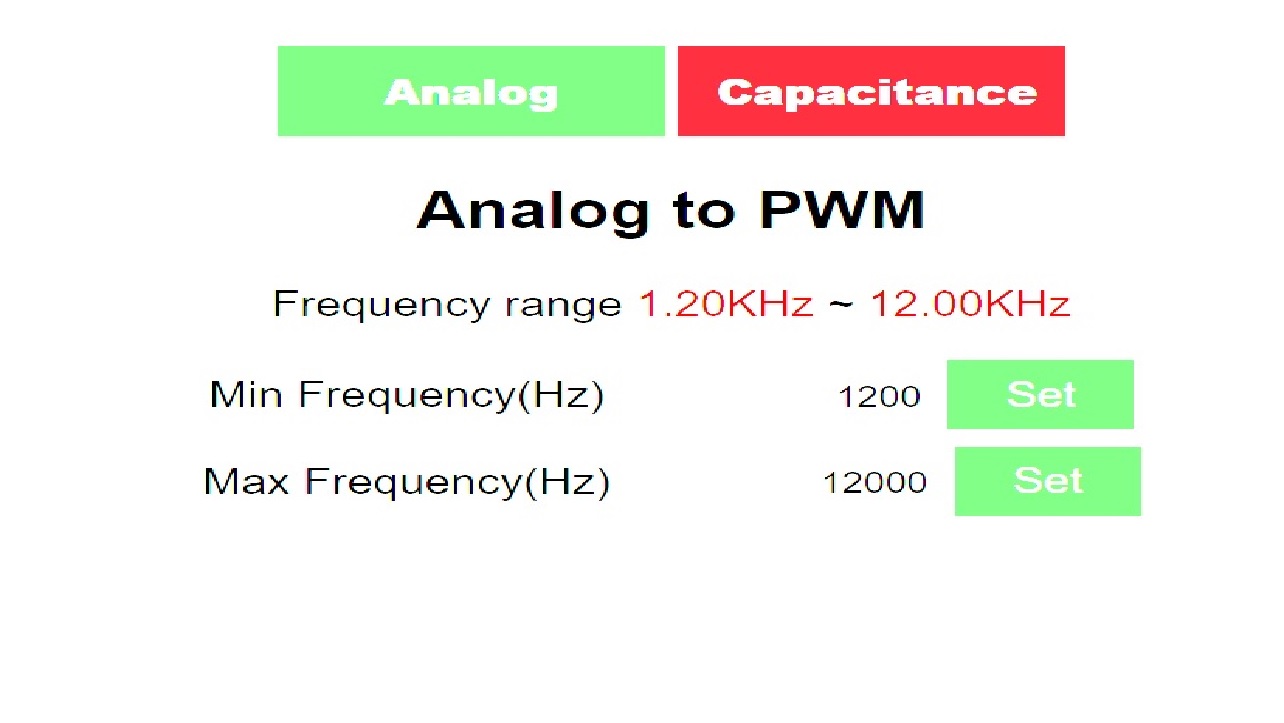 Analog Capacitance
Analog to PWM
Frequency range 1.20KHz ~ 12.00KHz
Min Frequency(Hz) 1200 Set
Max Frequency(Hz) 12000 Set